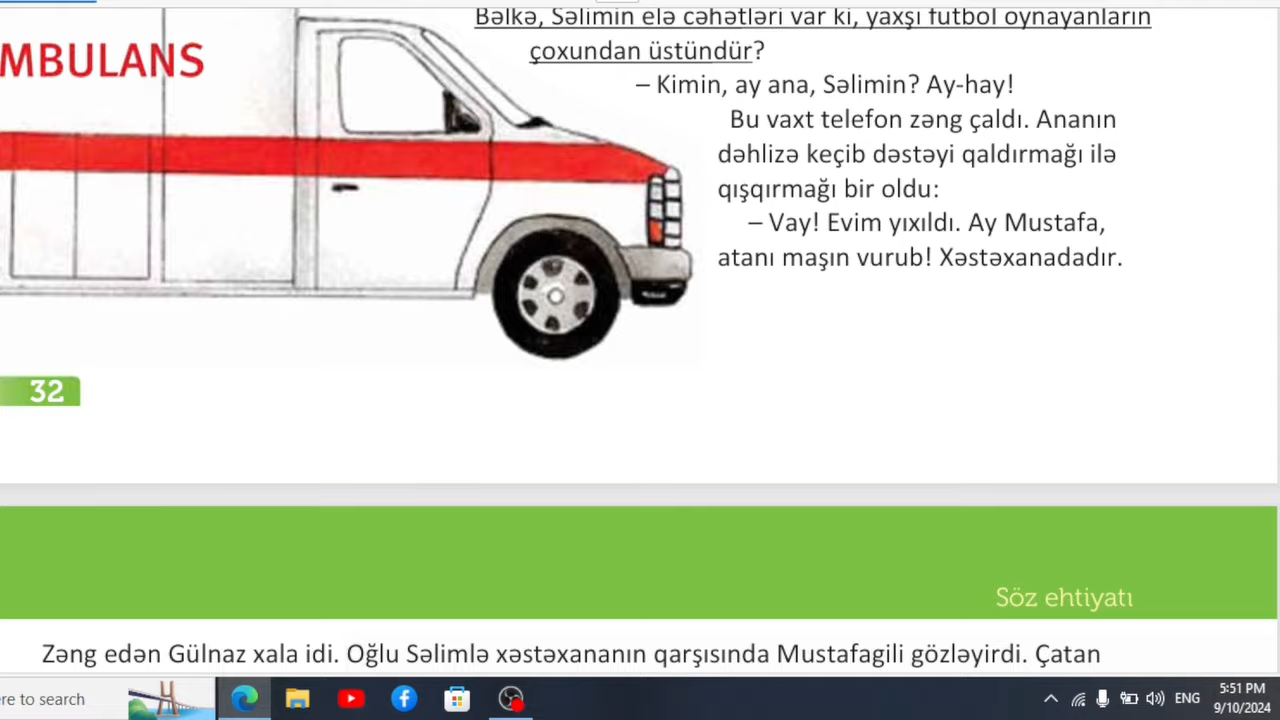 Bəlkə, Səlimin elə cəhətləri var ki, yaxşı futbol oynayanların
çoxundan üstündür?
MBULANS
– Kimin, ay ana, Səlimin? Ay-hay!
Bu vaxt telefon zəng çaldı. Ananın
dəhlizə keçib dəstəyi qaldırmağı ilə
qışqırmağı bir oldu:
– Vay! Evim yıxıldı. Ay Mustafa,
atanı maşın vurub! Xəstəxanadadır.
32
Söz ehtiyatı
Zəng edən Gülnaz xala idi. Oğlu Səlimlə xəstəxananın qarşısında Mustafagili gözləyirdi. Çatan
re to search
ENG
5:51 PM
9/10/2024